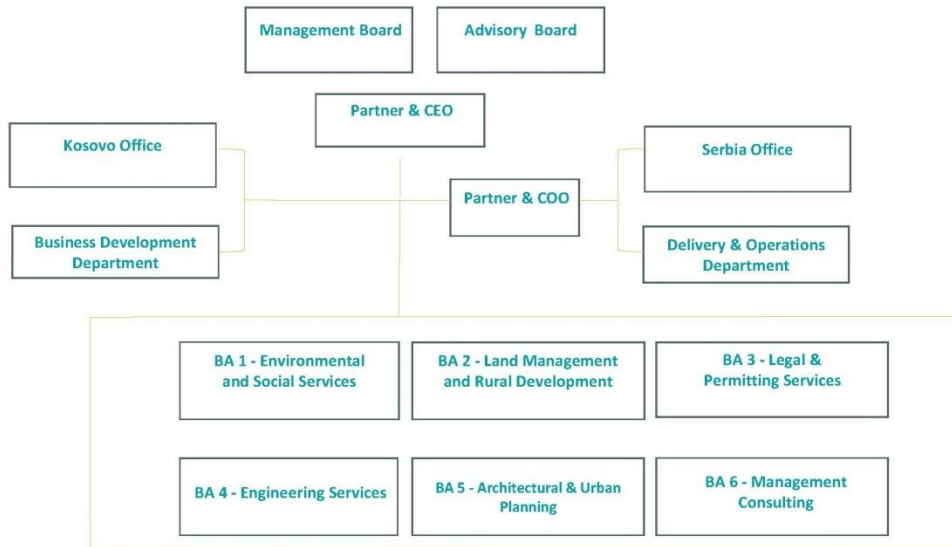 Management Board
Advisory Board
Partner & CEO
Kosovo Office
Serbia Office
Partner & COO
Business Development
Department
Delivery & Operations
Department
BA 1 - Environmental
and Social Services
BA 2 - Land Management
and Rural Development
BA 3 - Legal &
Permitting Services
BA 4 - Engineering Services
BA 5 - Architectural & Urban
Planning
BA 6 - Management
Consulting